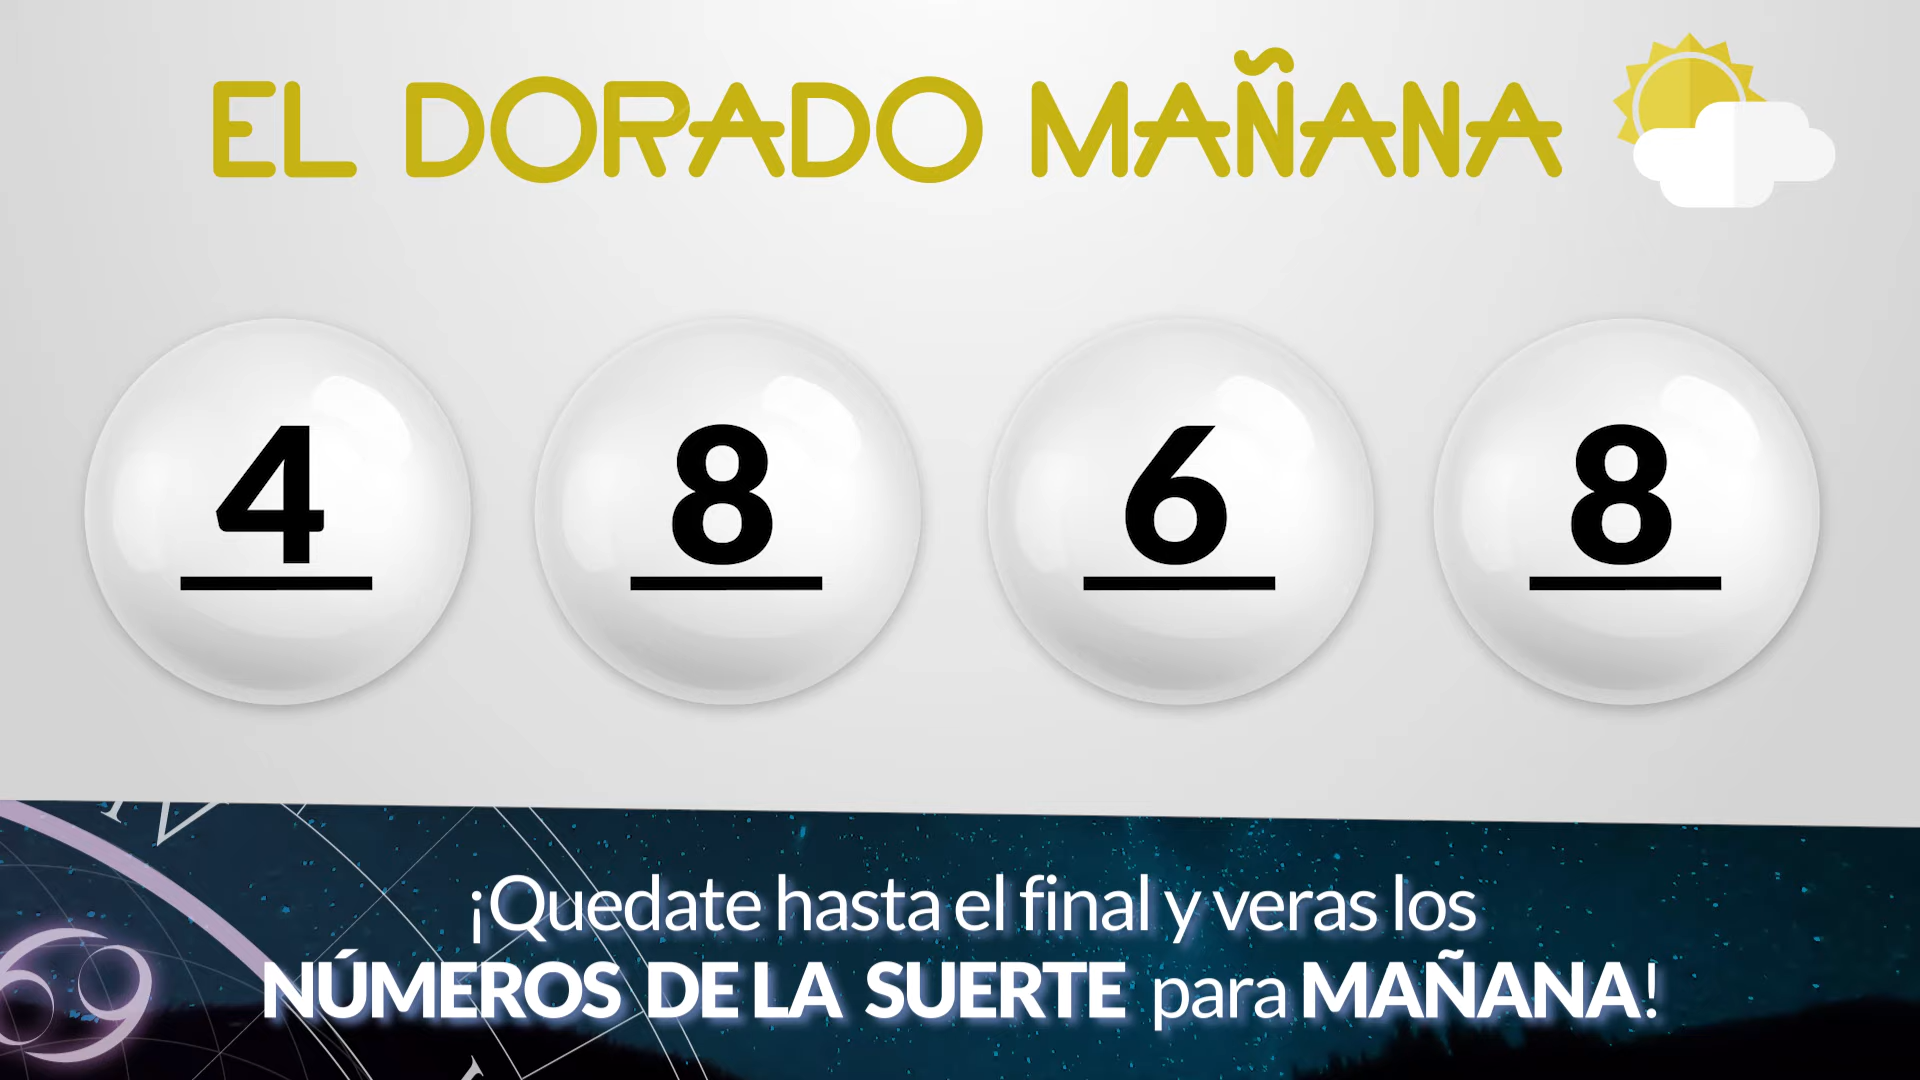 EL DORADO MAÑANA
4 8 6 8
¡Quedate hasta el final y veras los
NÚMEROS DE LA SUERTE para MAÑANA!